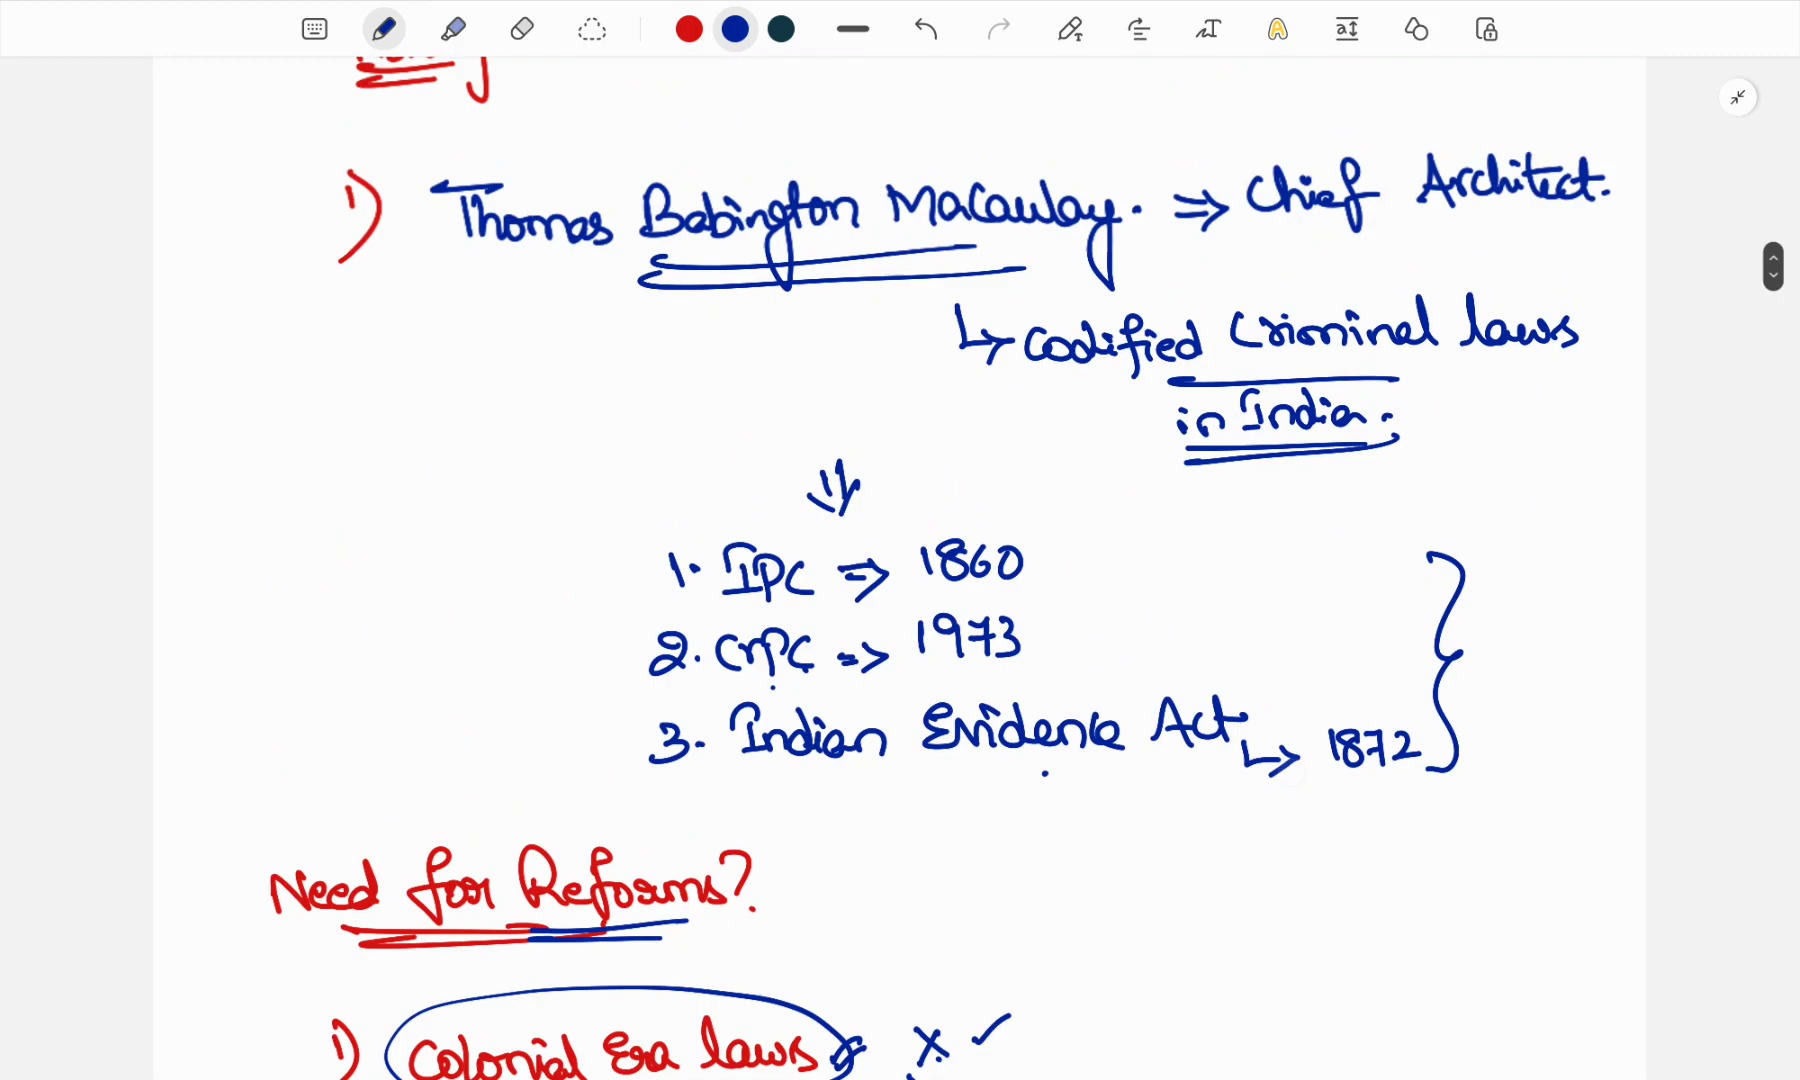 1) Thomas Babington Macaulay. => Chief Architect.
↳ Codified Criminal laws
in India.
1. IPC => 1860
2. CrPC => 1973
3. Indian Evidence Act ↳ 1872
Need for Reforms?
1) Colonial Era laws